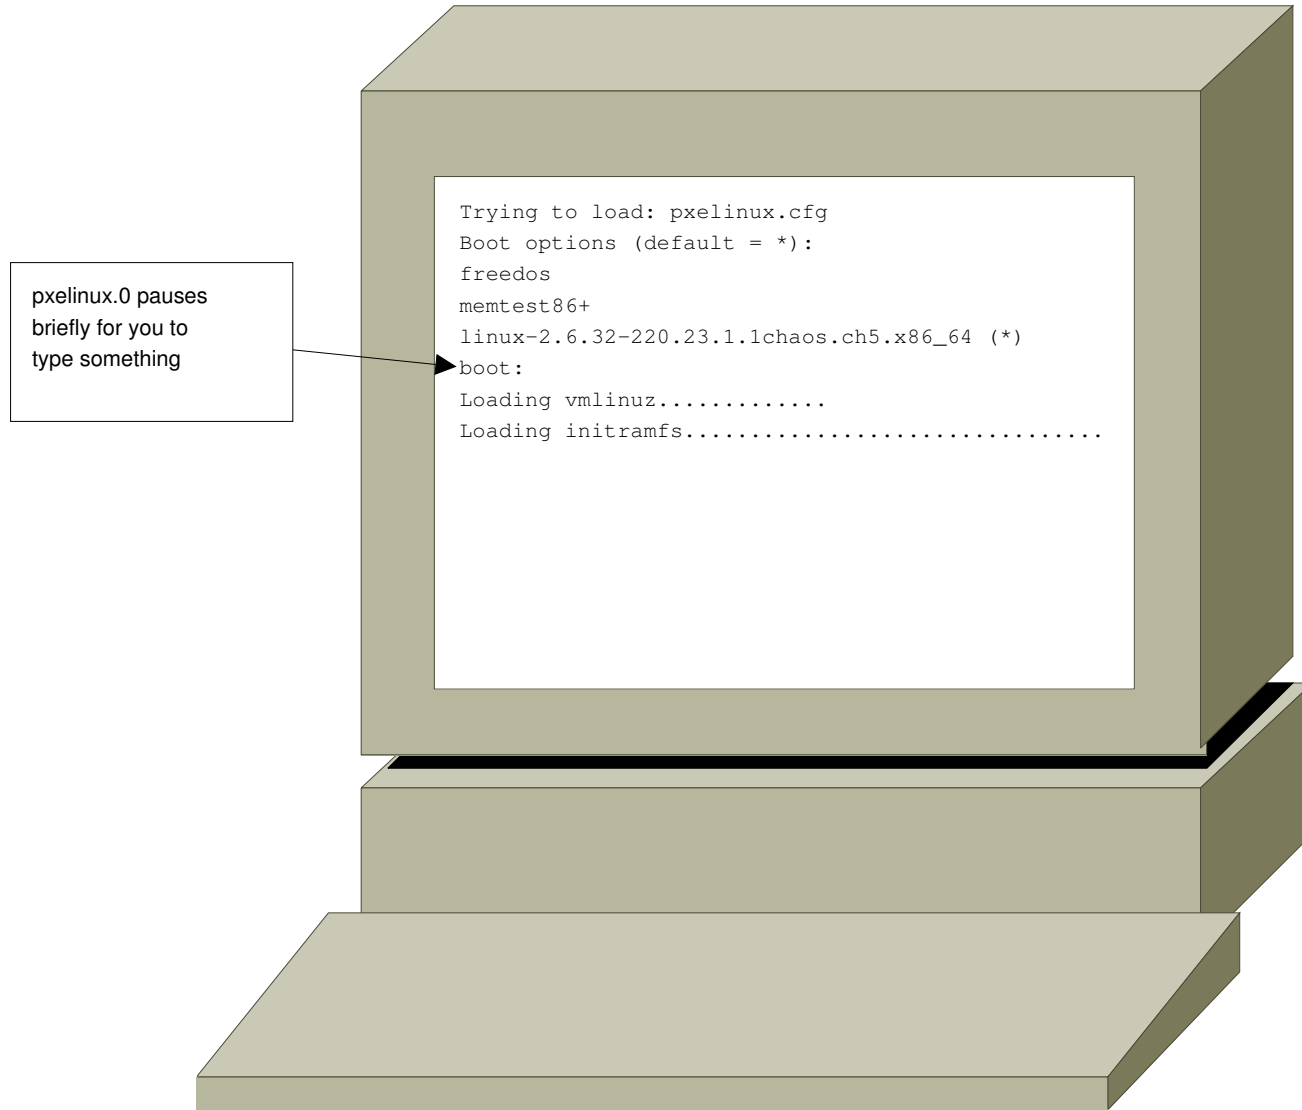 pxelinux.0 pauses
briefly for you to
type something
Trying to load: pxelinux.cfg
Boot options (default = *):
freedos
memtest86+
linux-2.6.32-220.23.1.1chaos.ch5.x86_64 (*)
boot:
Loading vmlinuz.............
Loading initramfs................................